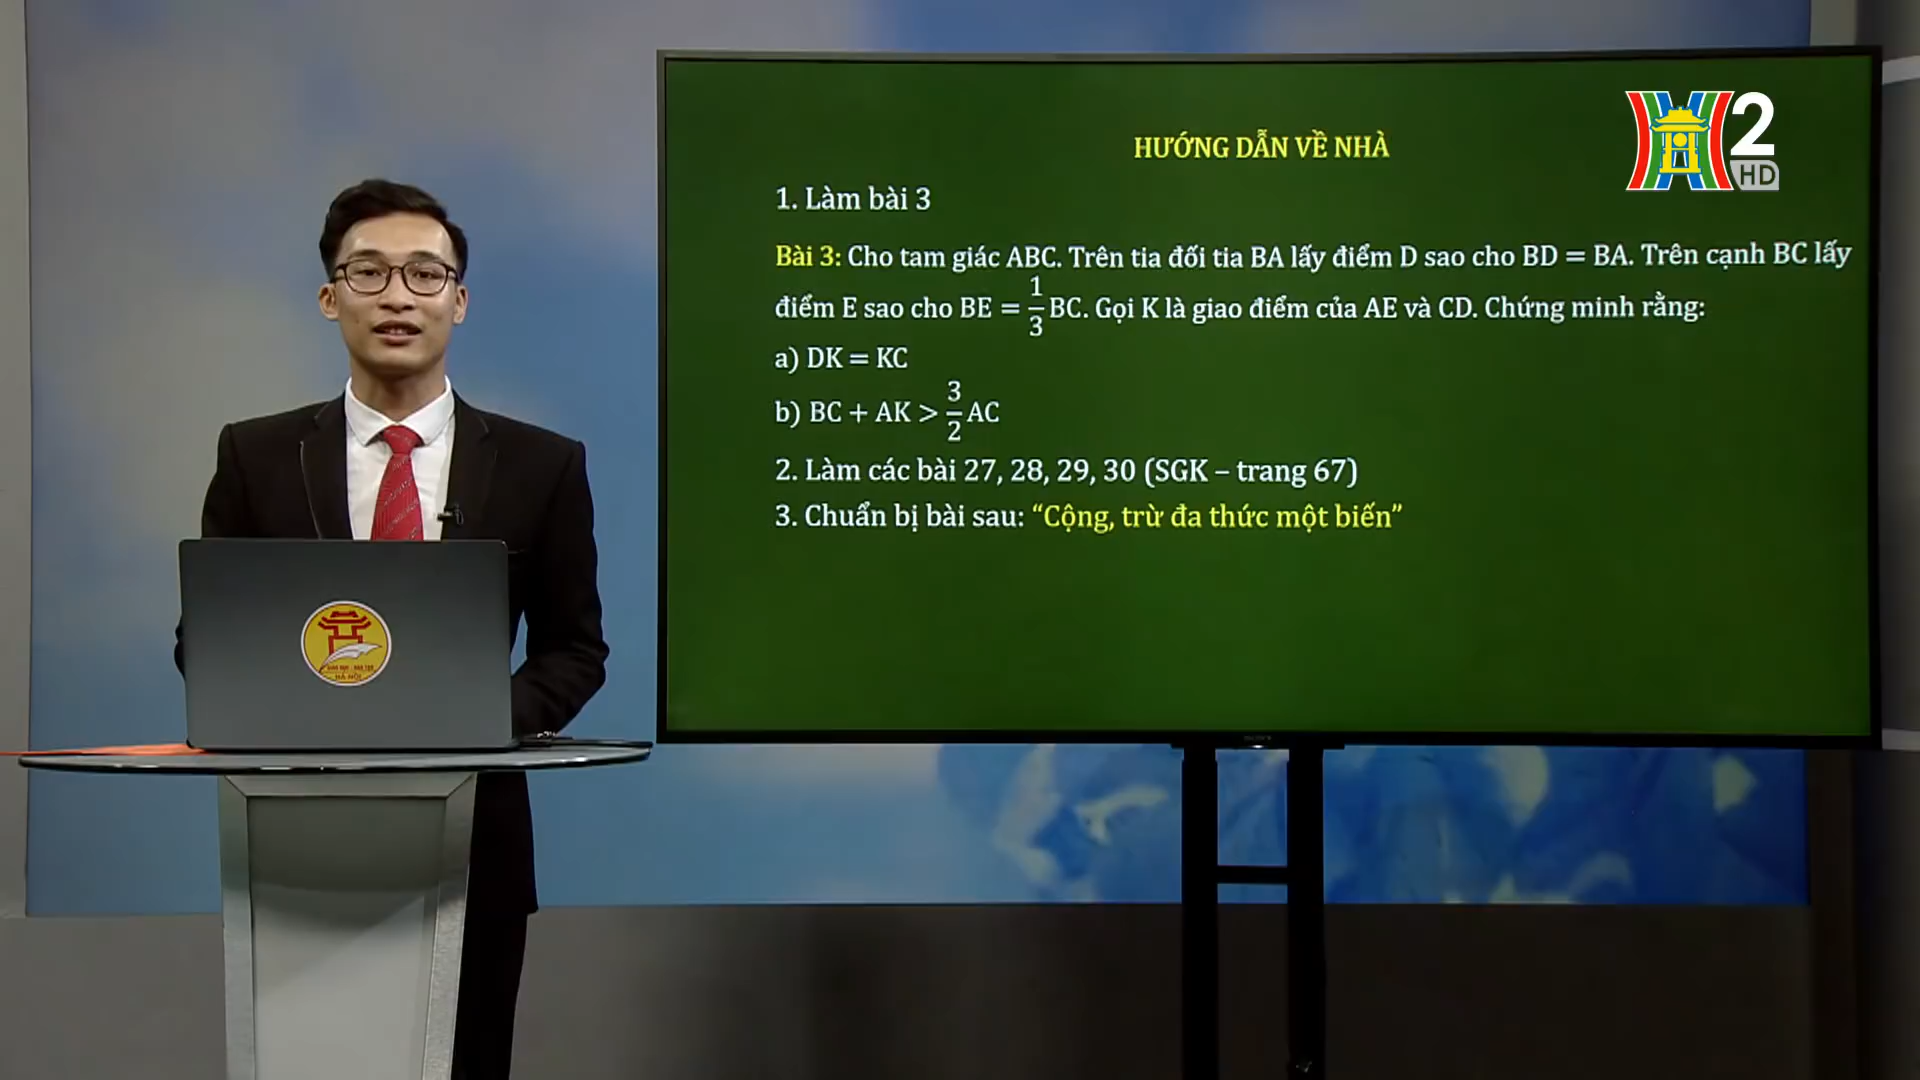 2
HD
HƯỚNG DẪN VỀ NHÀ
1. Làm bài 3
Bài 3: Cho tam giác ABC. Trên tia đối tia BA lấy điểm D sao cho BD = BA. Trên cạnh BC lấy
điểm E sao cho BE = 1/3 BC. Gọi K là giao điểm của AE và CD. Chứng minh rằng:
a) DK = KC
b) BC + AK > 3/2 AC
2. Làm các bài 27, 28, 29, 30 (SGK – trang 67)
3. Chuẩn bị bài sau: “Cộng, trừ đa thức một biến”
HÀ NỘI